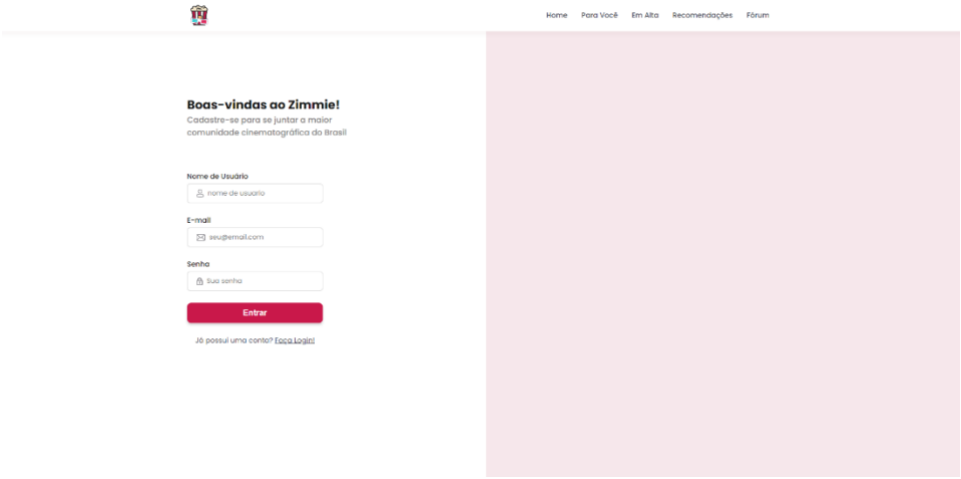 Home Para Você Em Alta Recomendações Fórum
Boas-vindas ao Zimmie!
Cadastre-se para se juntar a maior
comunidade cinematográfica do Brasil
Nome de Usuário
nome de usuário
E-mail
seu@email.com
Senha
Sua senha
Entrar
Já possui uma conta? Faça Login!